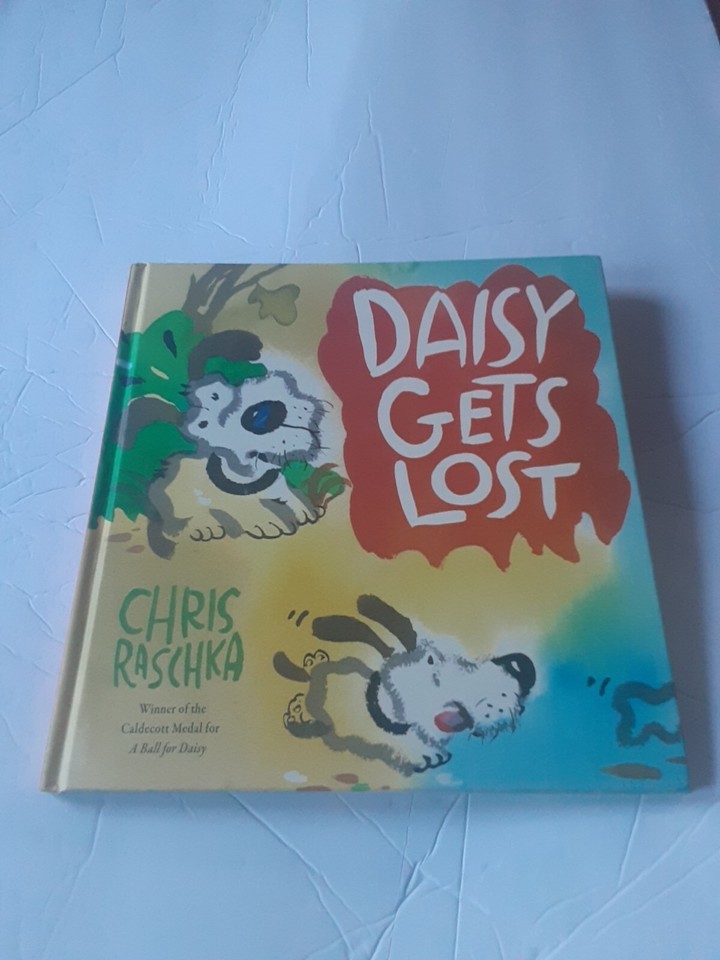 DAISY
GETS
LOST
CHRIS
RASCHKA
Winner of the
Caldecott Medal for
A Ball for Daisy